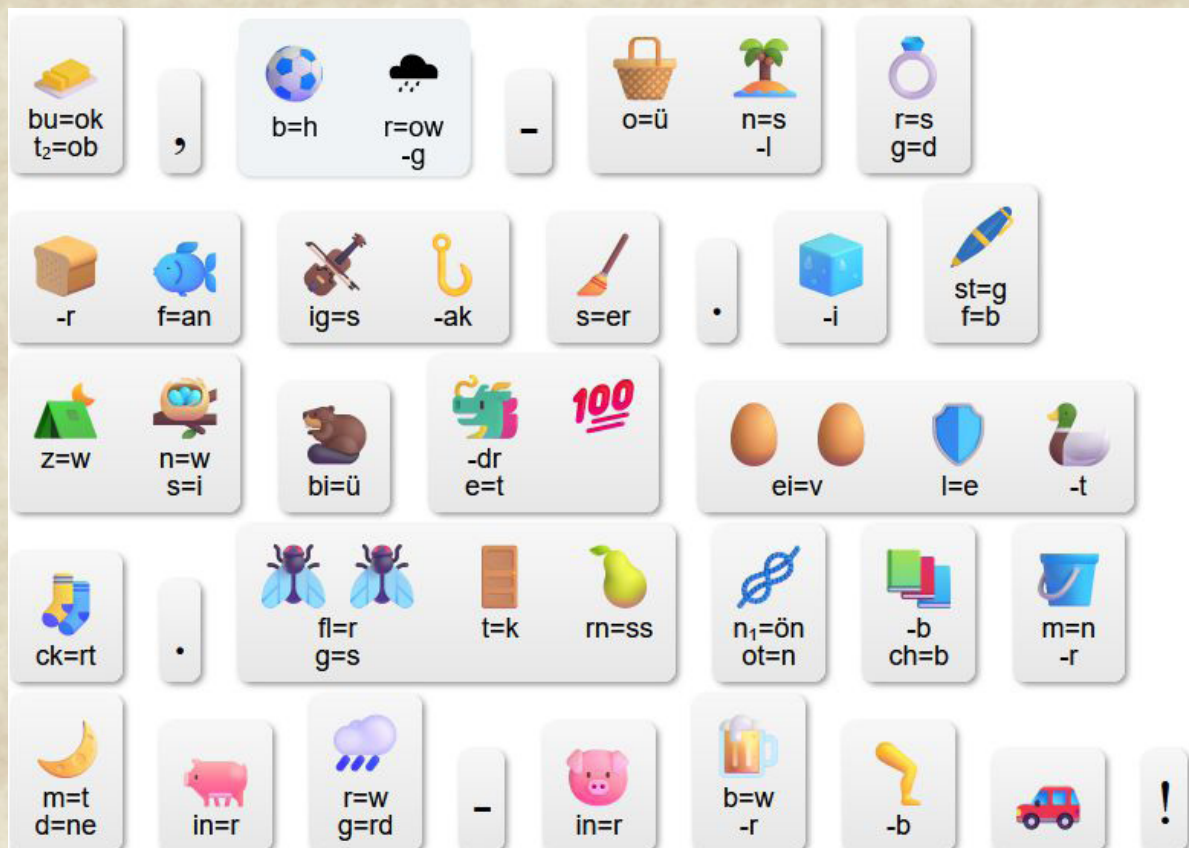 bu=ok t₂=ob , b=h r=ow -g - o=ü n=s -l r=s g=d
-r f=an ig=s -ak s=er . -i st=g f=b
z=w n=w s=i bi=ü -dr e=t 100 ei=v l=e -t
ck=rt . fl=r g=s t=k rn=ss n₁=ön ot=n -b ch=b m=n -r
m=t d=ne in=r r=w g=rd - in=r b=w -r -b !